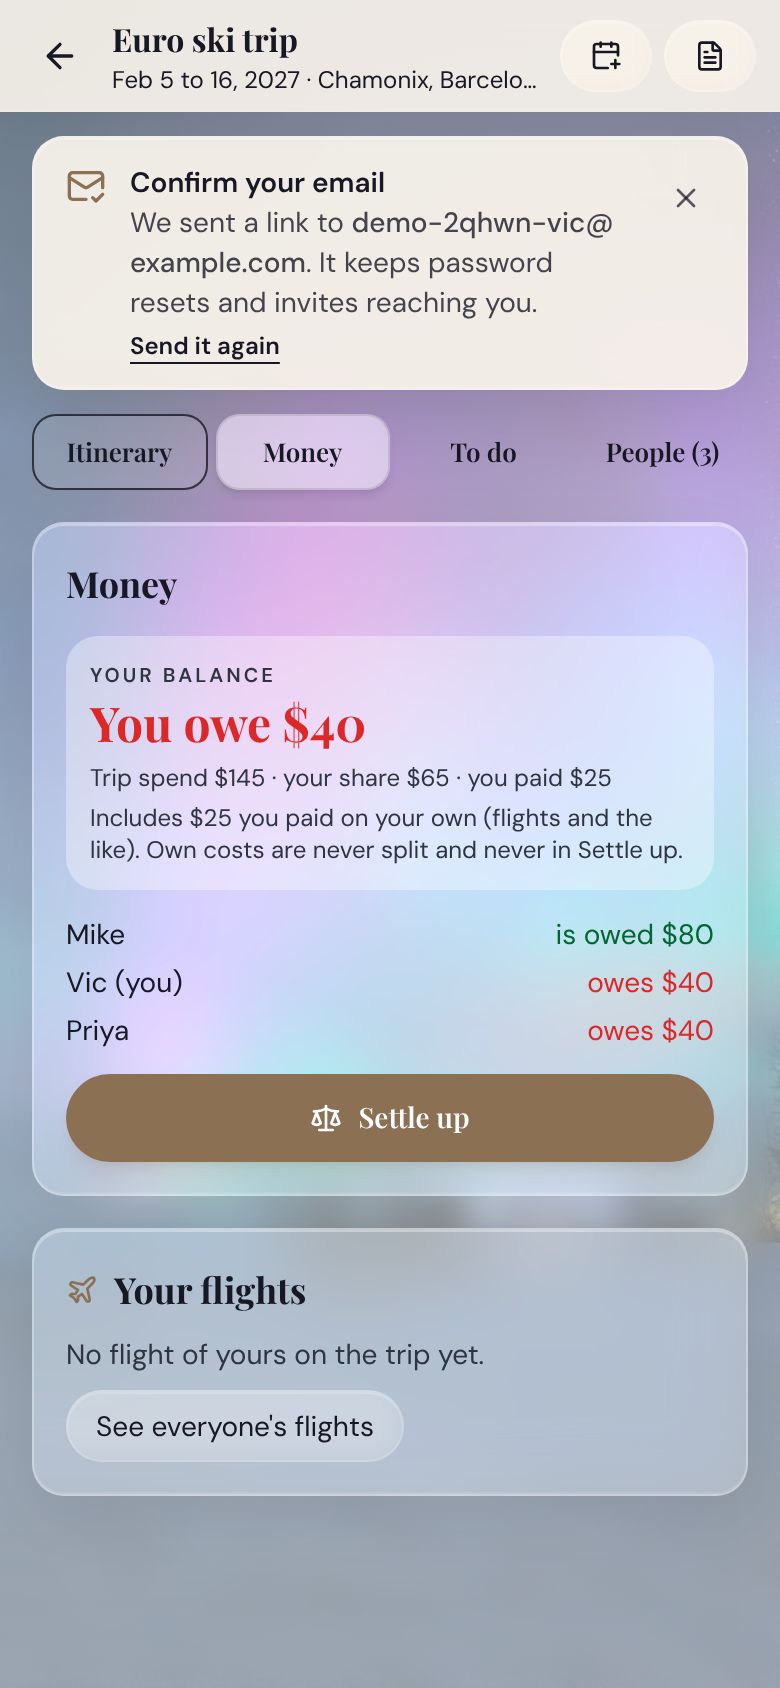 Euro ski trip
Feb 5 to 16, 2027 · Chamonix, Barcelo...
Confirm your email
We sent a link to demo-2qhwn-vic@
example.com. It keeps password
resets and invites reaching you.
Send it again
Itinerary Money To do People (3)
Money
YOUR BALANCE
You owe $40
Trip spend $145 · your share $65 · you paid $25
Includes $25 you paid on your own (flights and the
like). Own costs are never split and never in Settle up.
Mike is owed $80
Vic (you) owes $40
Priya owes $40
Settle up
Your flights
No flight of yours on the trip yet.
See everyone's flights